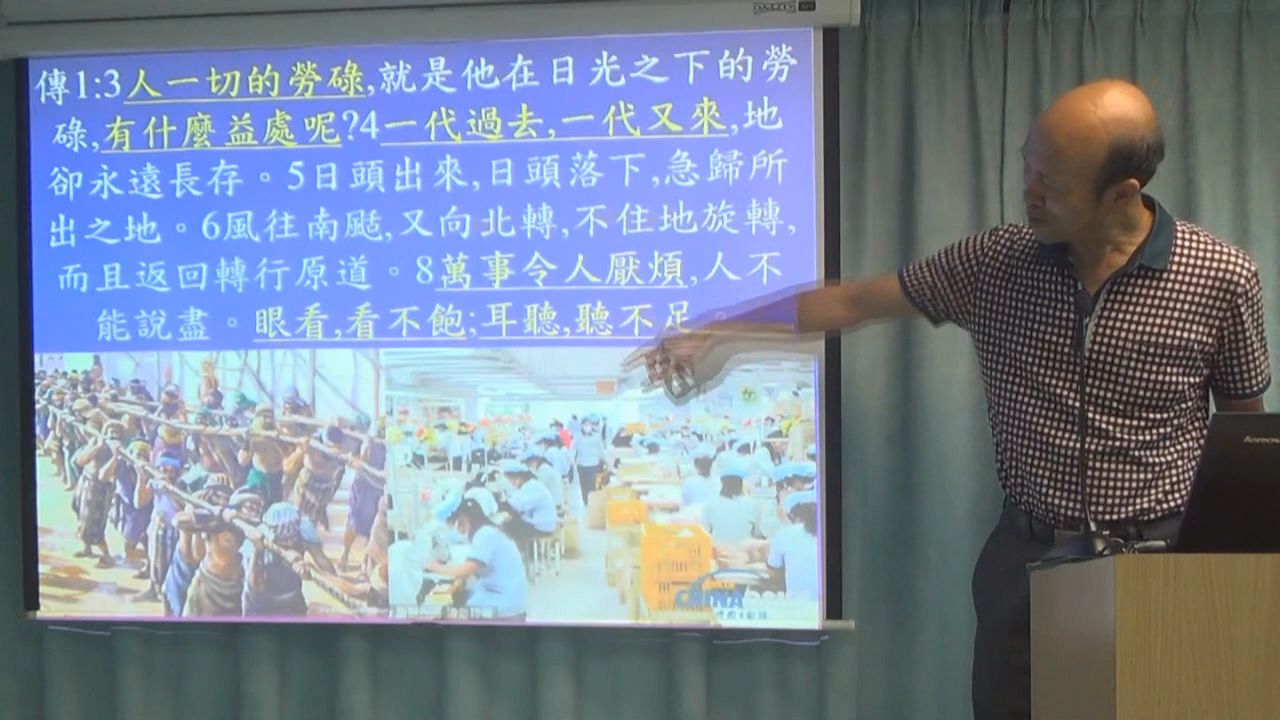 傳1:3人一切的勞碌,就是他在日光之下的勞
碌,有什麼益處呢?4一代過去,一代又來,地
卻永遠長存。5日頭出來,日頭落下,急歸所
出之地。6風往南颳,又向北轉,不住地旋轉,
而且返回轉行原道。8萬事令人厭煩,人不
能說盡。眼看,看不飽;耳聽,聽不足。
CHINA
lenovo